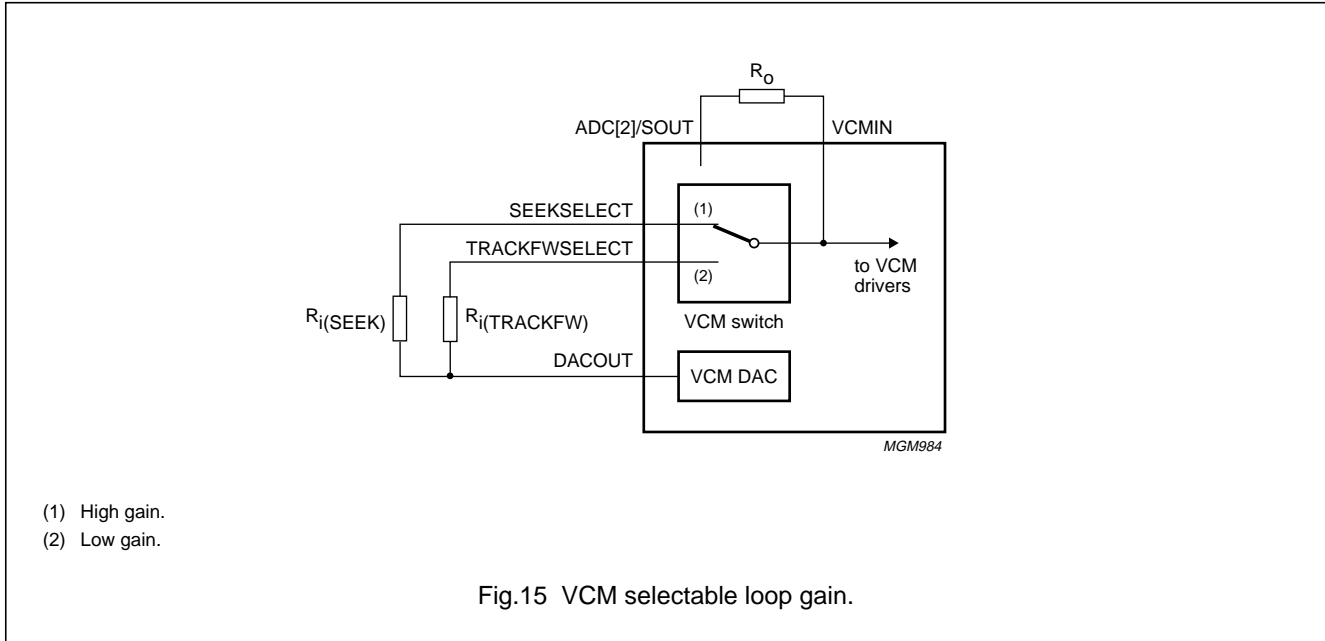 Ro
ADC[2]/SOUT VCMIN
SEEKSELECT (1)
TRACKFWSELECT
(2)
to VCM
drivers
Ri(SEEK) Ri(TRACKFW) VCM switch
DACOUT VCM DAC
MGM984
(1) High gain.
(2) Low gain.
Fig.15 VCM selectable loop gain.